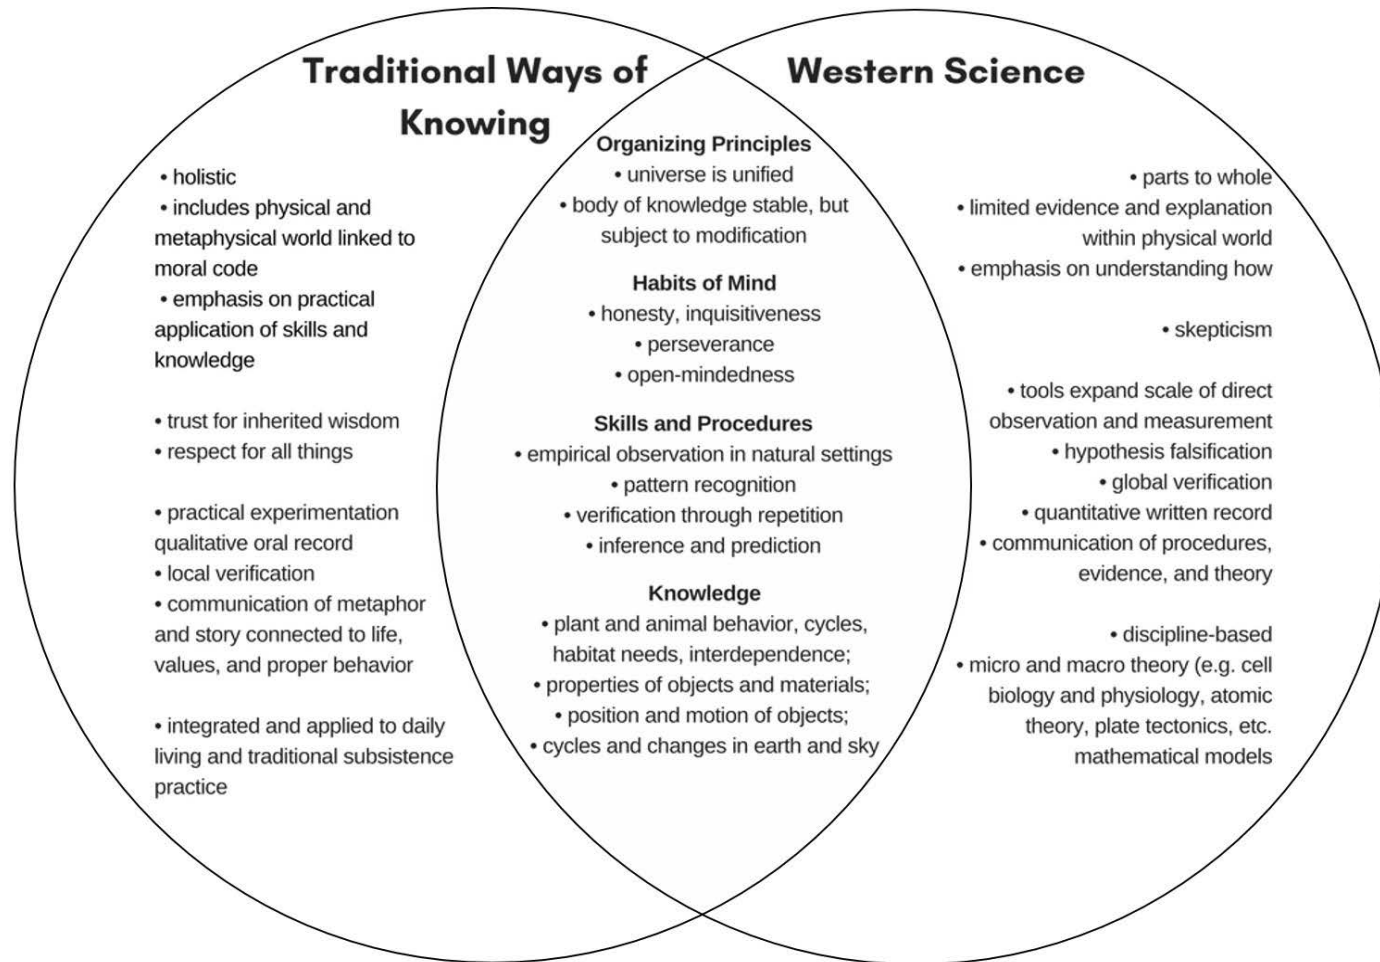 Traditional Ways of
Knowing
• holistic
• includes physical and
metaphysical world linked to
moral code
• emphasis on practical
application of skills and
knowledge
• trust for inherited wisdom
• respect for all things
• practical experimentation
qualitative oral record
• local verification
• communication of metaphor
and story connected to life,
values, and proper behavior
• integrated and applied to daily
living and traditional subsistence
practice
Organizing Principles
• universe is unified
• body of knowledge stable, but
subject to modification
Habits of Mind
• honesty, inquisitiveness
• perseverance
• open-mindedness
Skills and Procedures
• empirical observation in natural settings
• pattern recognition
• verification through repetition
• inference and prediction
Knowledge
• plant and animal behavior, cycles,
habitat needs, interdependence;
• properties of objects and materials;
• position and motion of objects;
• cycles and changes in earth and sky
Western Science
• parts to whole
• limited evidence and explanation
within physical world
• emphasis on understanding how
• skepticism
• tools expand scale of direct
observation and measurement
• hypothesis falsification
• global verification
• quantitative written record
• communication of procedures,
evidence, and theory
• discipline-based
• micro and macro theory (e.g. cell
biology and physiology, atomic
theory, plate tectonics, etc.
mathematical models